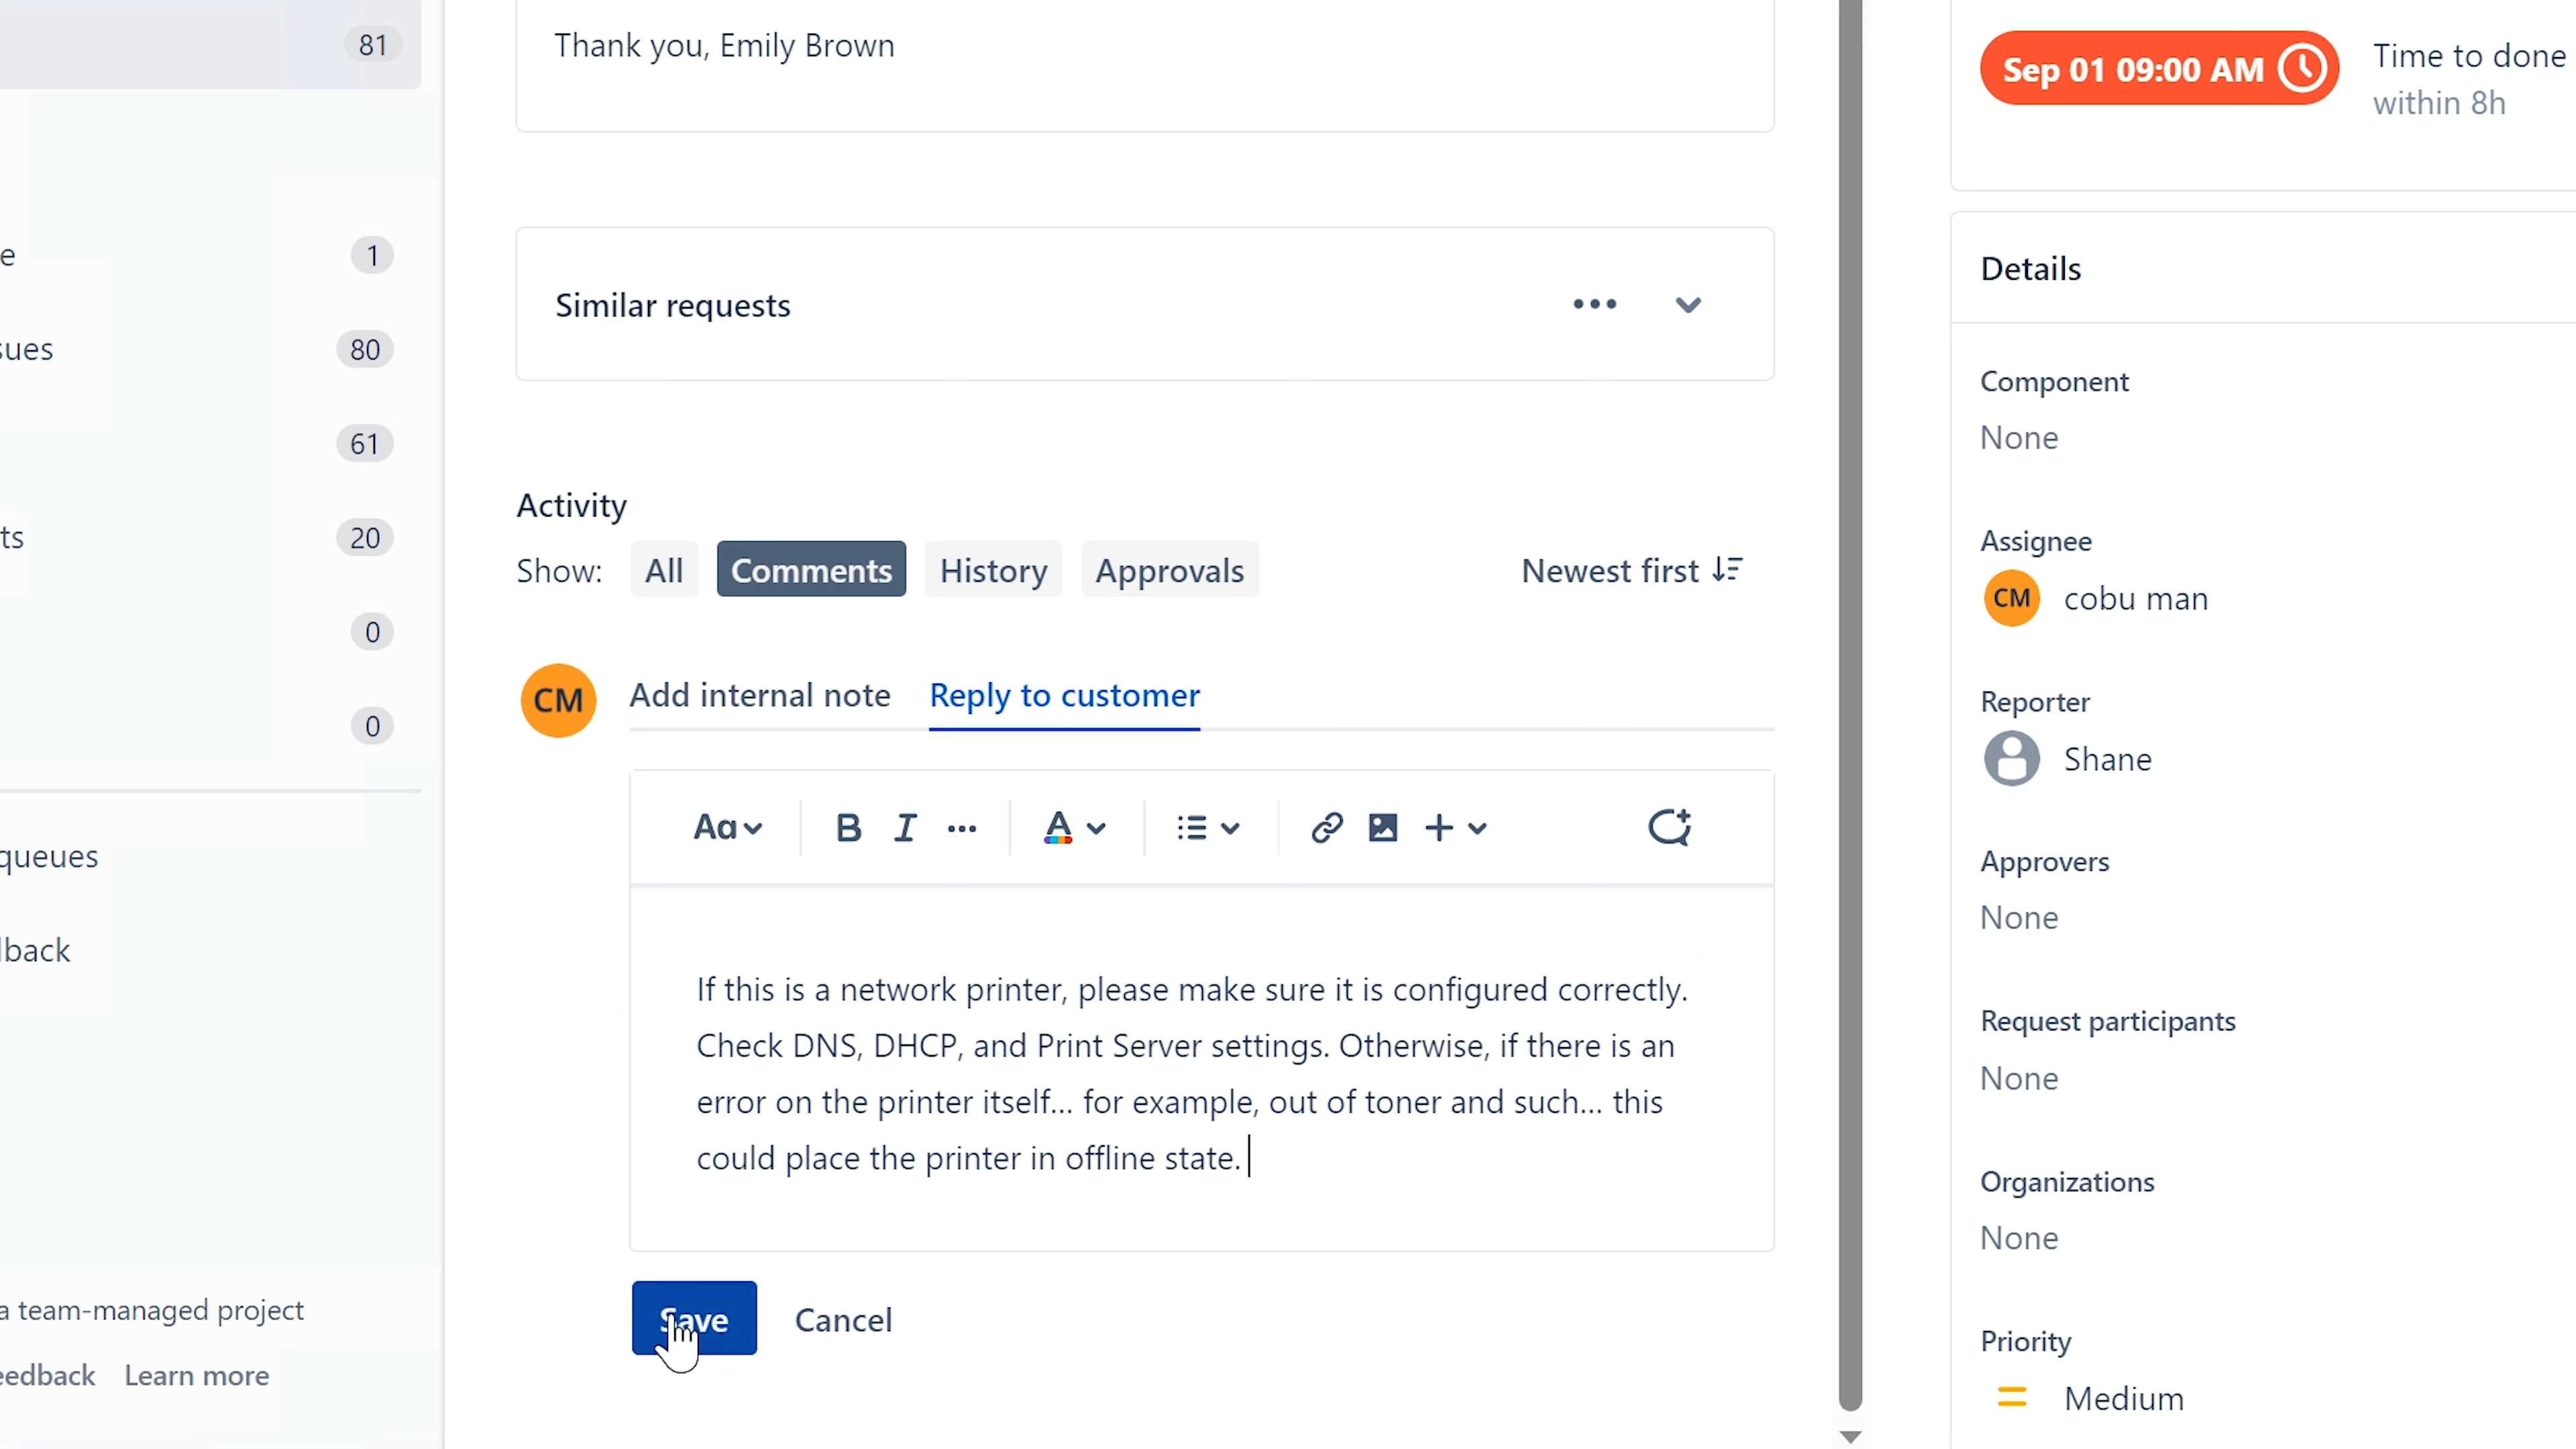 81
e
1
sues
80
61
ts
20
0
0
queues
lback
a team-managed project
eedback Learn more
Thank you, Emily Brown
Similar requests
Activity
Show: All Comments History Approvals Newest first
CM Add internal note Reply to customer
Aa B I A
If this is a network printer, please make sure it is configured correctly.
Check DNS, DHCP, and Print Server settings. Otherwise, if there is an
error on the printer itself... for example, out of toner and such... this
could place the printer in offline state.
Save Cancel
Sep 01 09:00 AM Time to done
within 8h
Details
Component
None
Assignee
CM cobu man
Reporter
Shane
Approvers
None
Request participants
None
Organizations
None
Priority
Medium